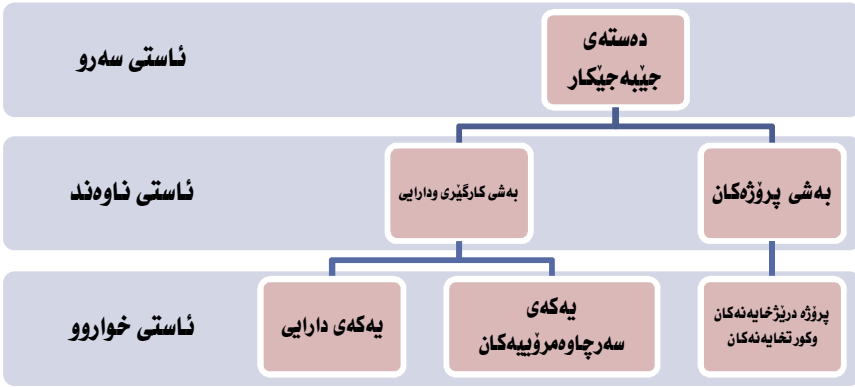 ئاستی سەرو
دەستەی
جێبەجێکار
ئاستی ناوەند
بەشی کارگێری ودارایی
بەشی پرۆژەکان
ئاستی خواروو
یەکەی دارایی
یەکەی
سەرچاوەمرۆییەکان
پرۆژە درێژخایەنەکان
وکورتخایەنەکان